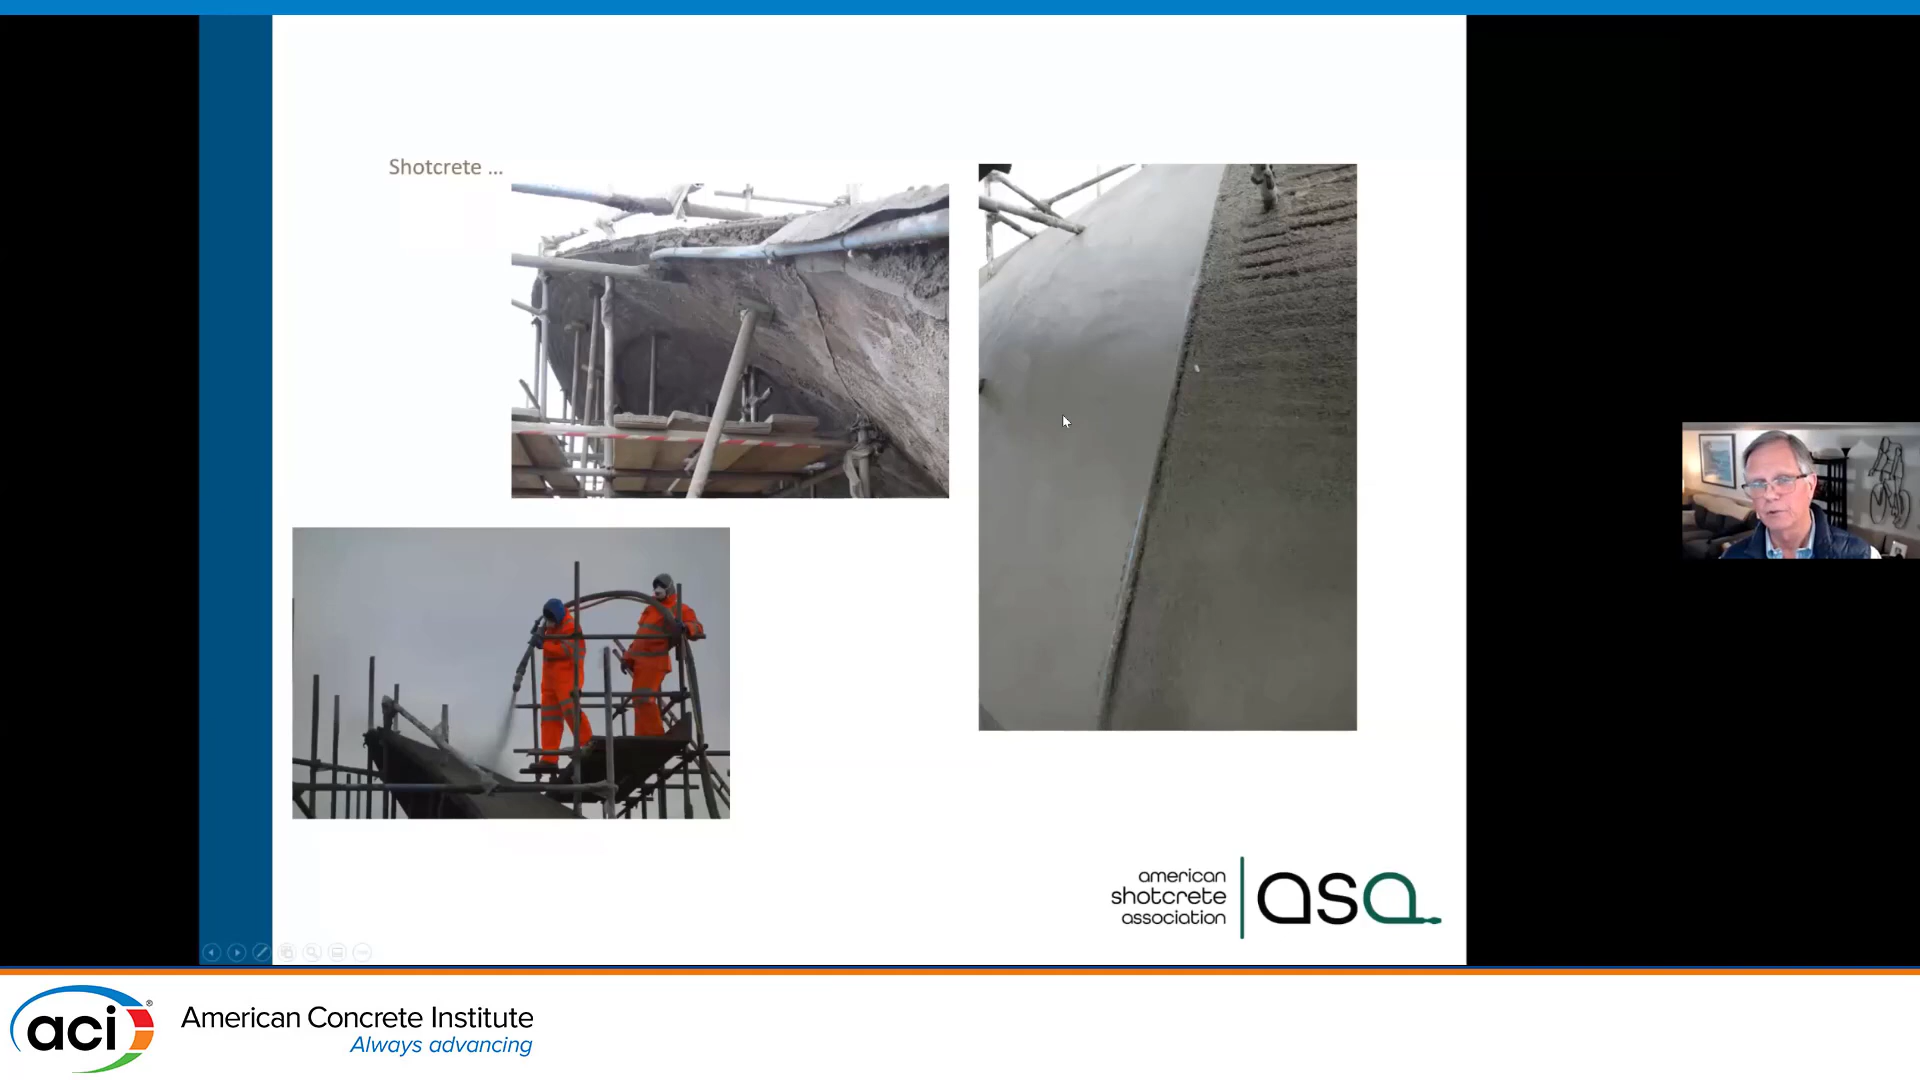 Shotcrete ...
american
shotcrete
association
asa
aci®
American Concrete Institute
Always advancing